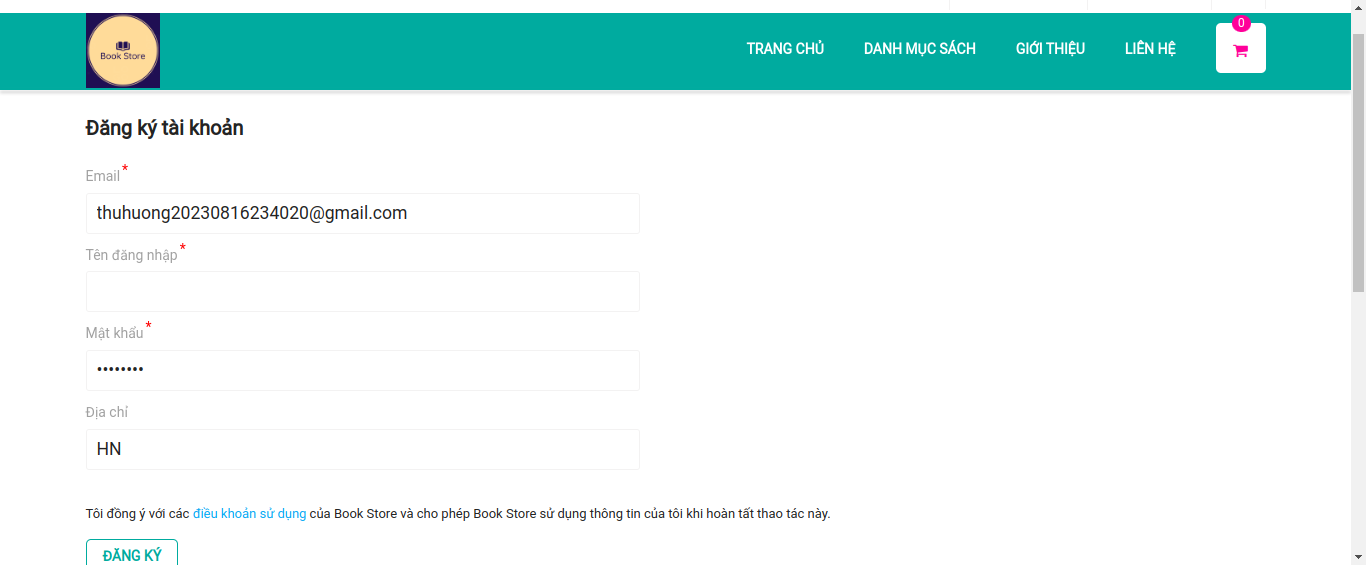 Book Store
TRANG CHỦ DANH MỤC SÁCH GIỚI THIỆU LIÊN HỆ 0
Đăng ký tài khoản
Email *
thuhuong20230816234020@gmail.com
Tên đăng nhập *
Mật khẩu *
••••••••
Địa chỉ
HN
Tôi đồng ý với các điều khoản sử dụng của Book Store và cho phép Book Store sử dụng thông tin của tôi khi hoàn tất thao tác này.
ĐĂNG KÝ